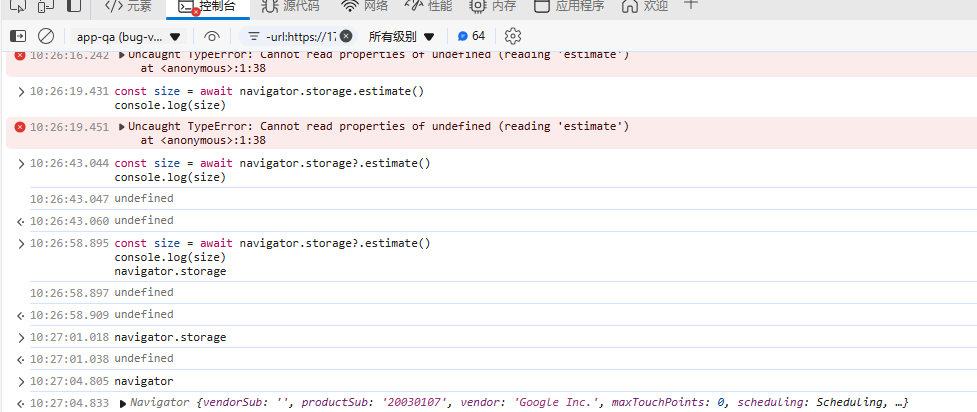 元素
控制台
源代码
网络
性能
内存
应用程序
欢迎
app-qa (bug-v...
-url:https://17
所有级别
64
10:26:16.242 Uncaught TypeError: Cannot read properties of undefined (reading 'estimate')
at <anonymous>:1:38
10:26:19.431 const size = await navigator.storage.estimate()
console.log(size)
10:26:19.451 Uncaught TypeError: Cannot read properties of undefined (reading 'estimate')
at <anonymous>:1:38
10:26:43.044 const size = await navigator.storage?.estimate()
console.log(size)
10:26:43.047 undefined
10:26:43.060 undefined
10:26:58.895 const size = await navigator.storage?.estimate()
console.log(size)
navigator.storage
10:26:58.897 undefined
10:26:58.909 undefined
10:27:01.018 navigator.storage
10:27:01.038 undefined
10:27:04.805 navigator
10:27:04.833 Navigator {vendorSub: '', productSub: '20030107', vendor: 'Google Inc.', maxTouchPoints: 0, scheduling: Scheduling, …}